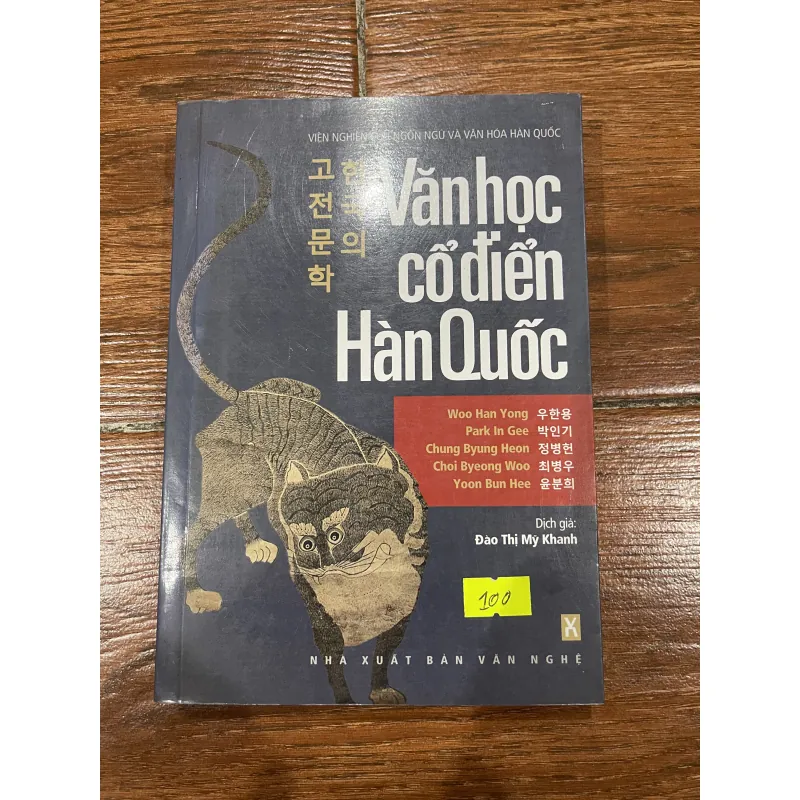 VIỆN NGHIÊN CỨU NGÔN NGỮ VÀ VĂN HÓA HÀN QUỐC
한국의
고전문학
Văn học
cổ điển
Hàn Quốc
Woo Han Yong 우한용
Park In Gee 박인기
Chung Byung Heon 정병헌
Choi Byeong Woo 최병우
Yoon Bun Hee 윤분희
Dịch giả:
Đào Thị Mỹ Khanh
100
NHÀ XUẤT BẢN VĂN NGHỆ